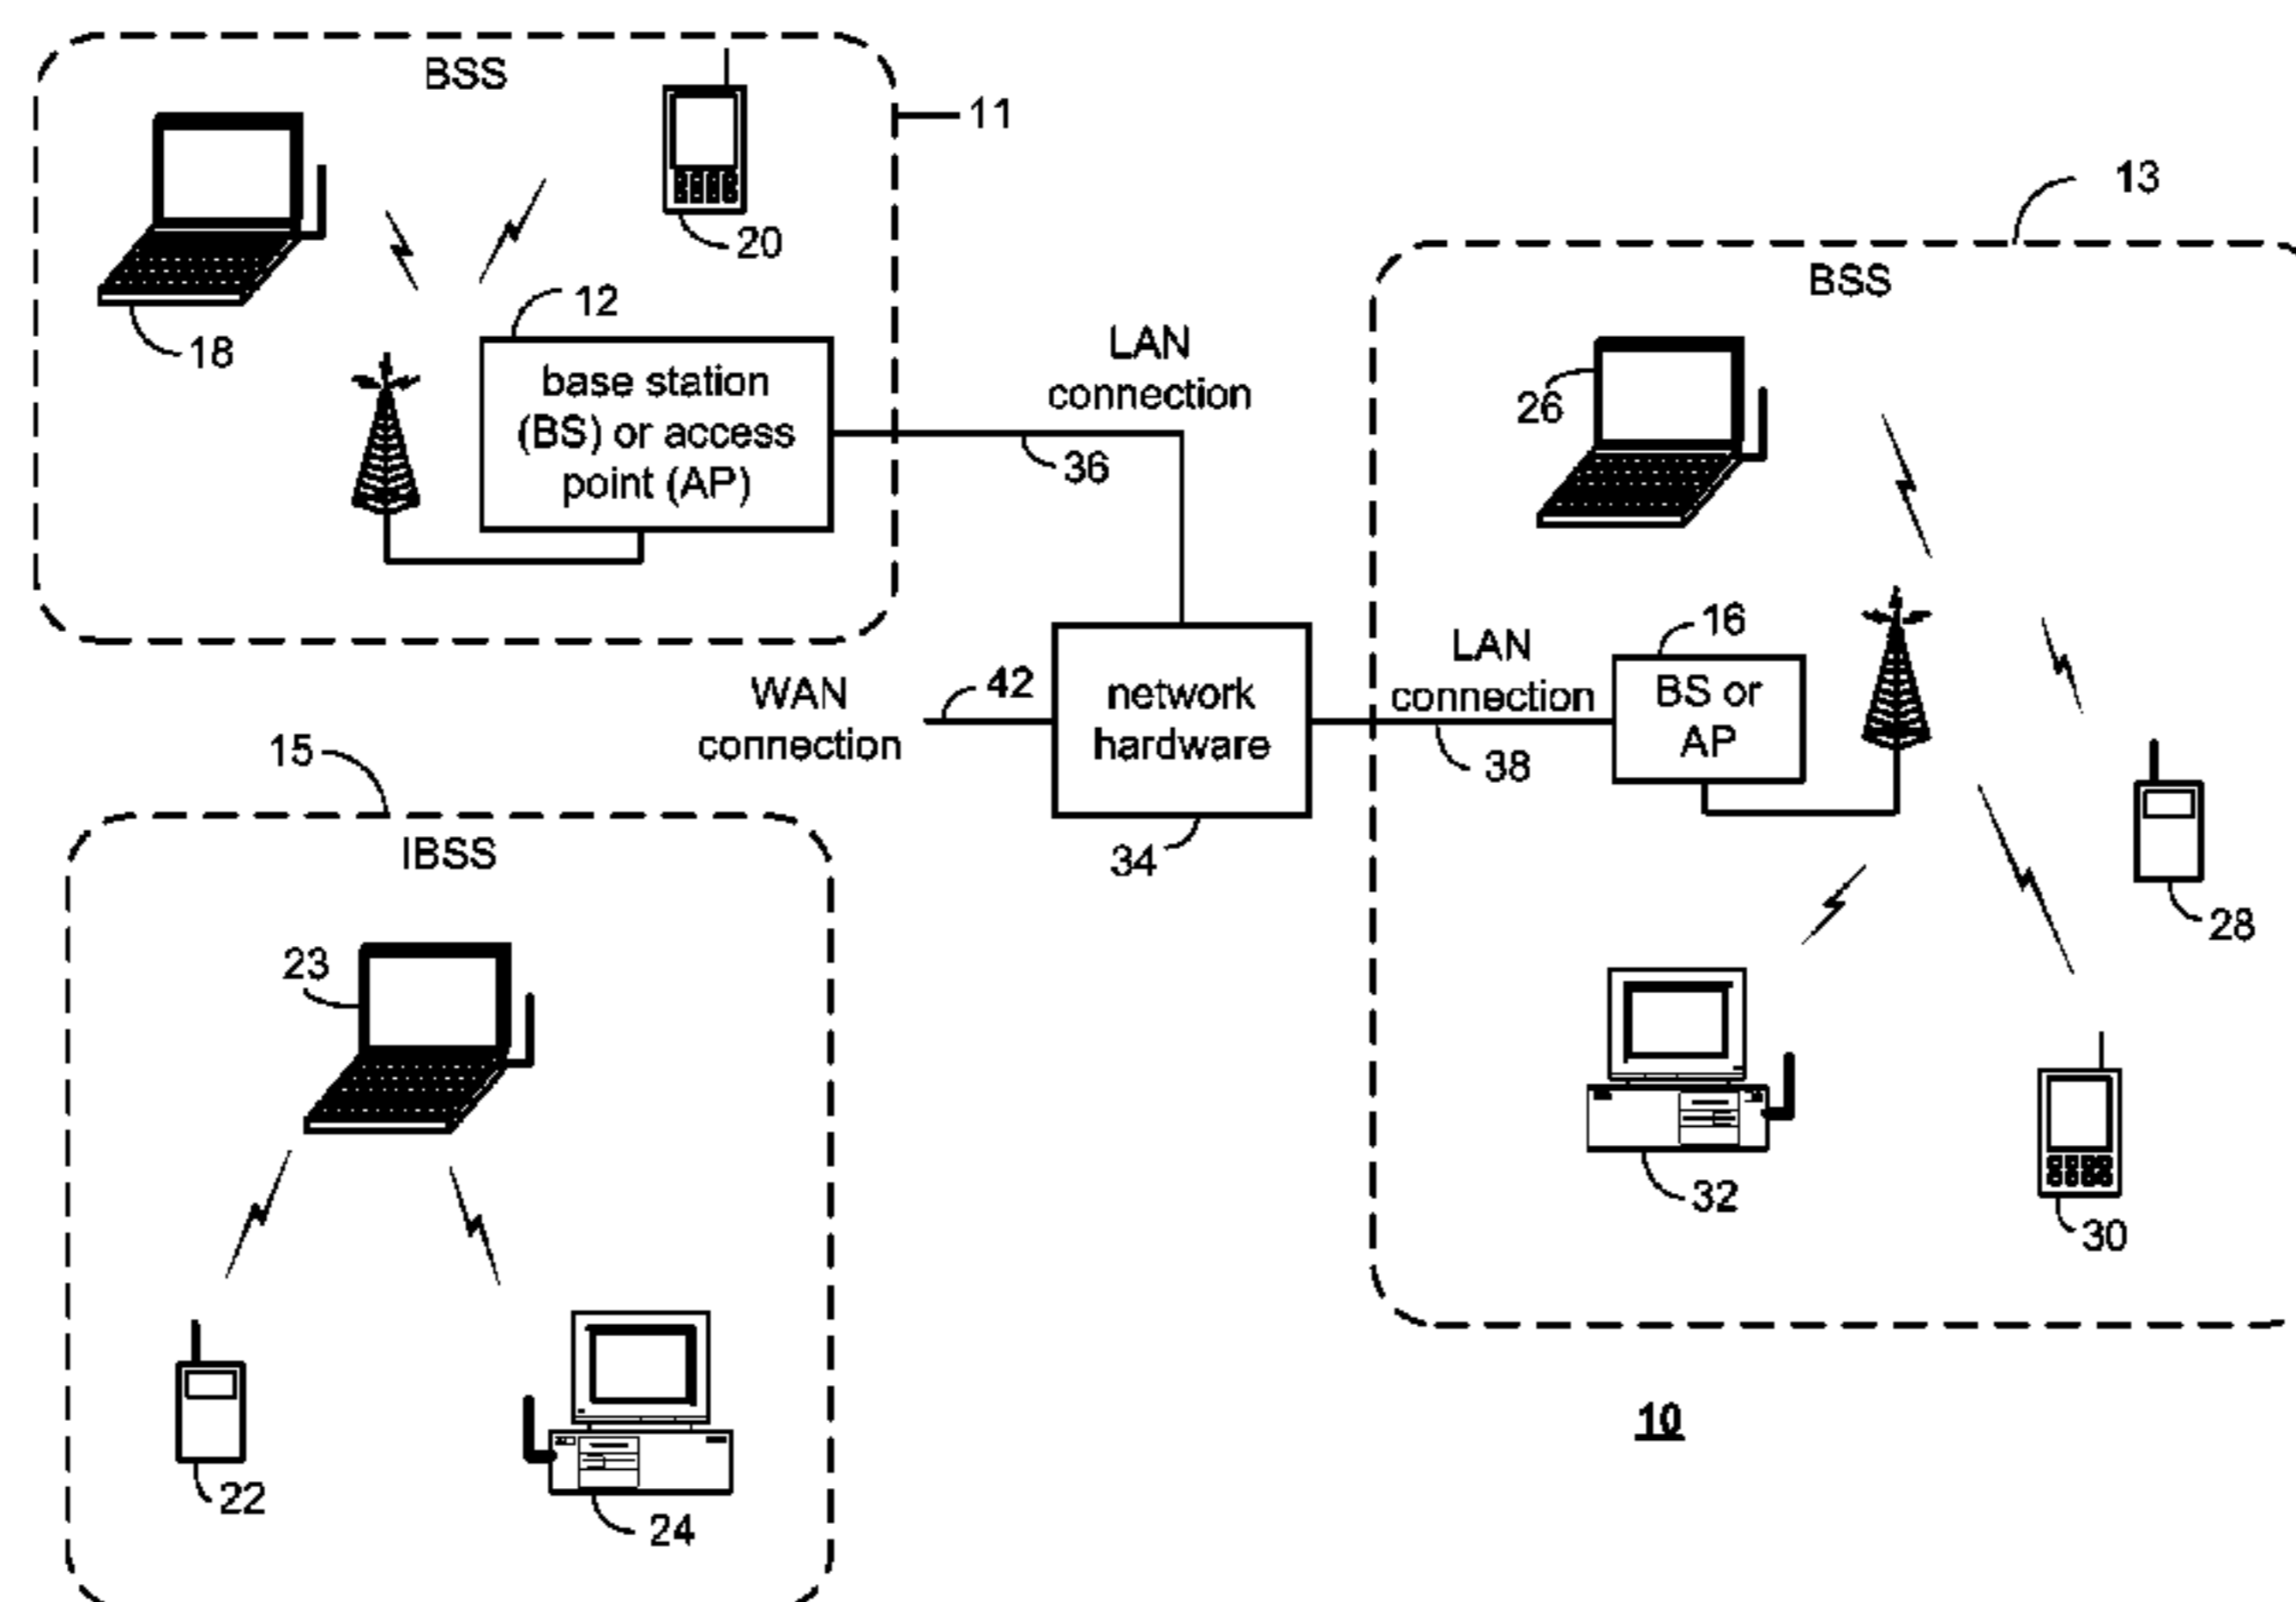 BSS
11
20
18
12
base station
(BS) or access
point (AP)
LAN
connection
36
13
BSS
26
16
BS or
AP
LAN
connection
38
28
32
30
WAN
connection
42
network
hardware
34
15
IBSS
23
22
24
10